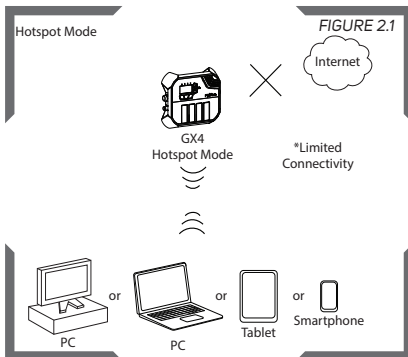 Hotspot Mode
FIGURE 2.1
Internet
GX4
Hotspot Mode
*Limited
Connectivity
or
or
or
PC
PC
Tablet
Smartphone